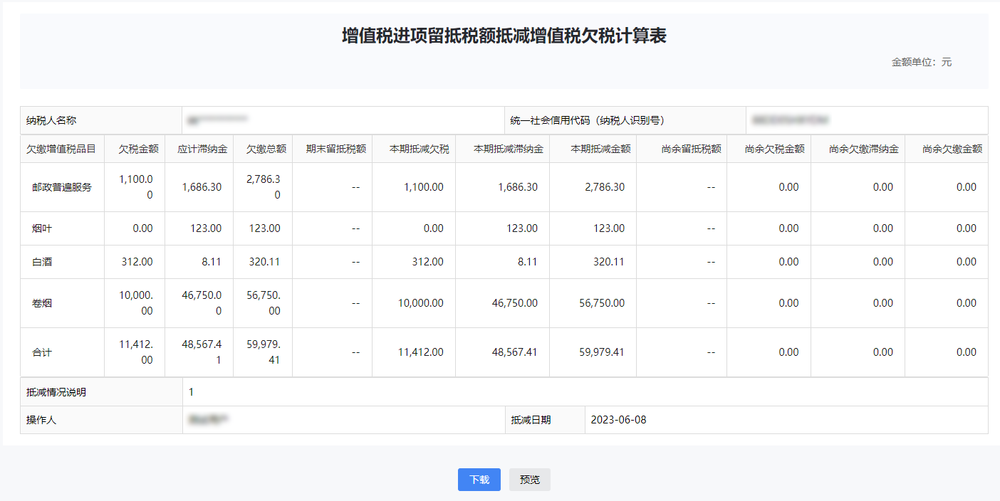 增值税进项留抵税额抵减增值税欠税计算表
金额单位：元
纳税人名称 统一社会信用代码（纳税人识别号）
欠缴增值税品目 欠税金额 应计滞纳金 欠缴总额 期末留抵税额 本期抵减欠税 本期抵减滞纳金 本期抵减金额 尚余留抵税额 尚余欠税金额 尚余欠缴滞纳金 尚余欠缴金额
邮政普遍服务 1,100.00 1,686.30 2,786.30 -- 1,100.00 1,686.30 2,786.30 -- 0.00 0.00 0.00
烟叶 0.00 123.00 123.00 -- 0.00 123.00 123.00 -- 0.00 0.00 0.00
白酒 312.00 8.11 320.11 -- 312.00 8.11 320.11 -- 0.00 0.00 0.00
卷烟 10,000.00 46,750.00 56,750.00 -- 10,000.00 46,750.00 56,750.00 -- 0.00 0.00 0.00
合计 11,412.00 48,567.41 59,979.41 -- 11,412.00 48,567.41 59,979.41 -- 0.00 0.00 0.00
抵减情况说明 1
操作人 抵减日期 2023-06-08
下载 预览